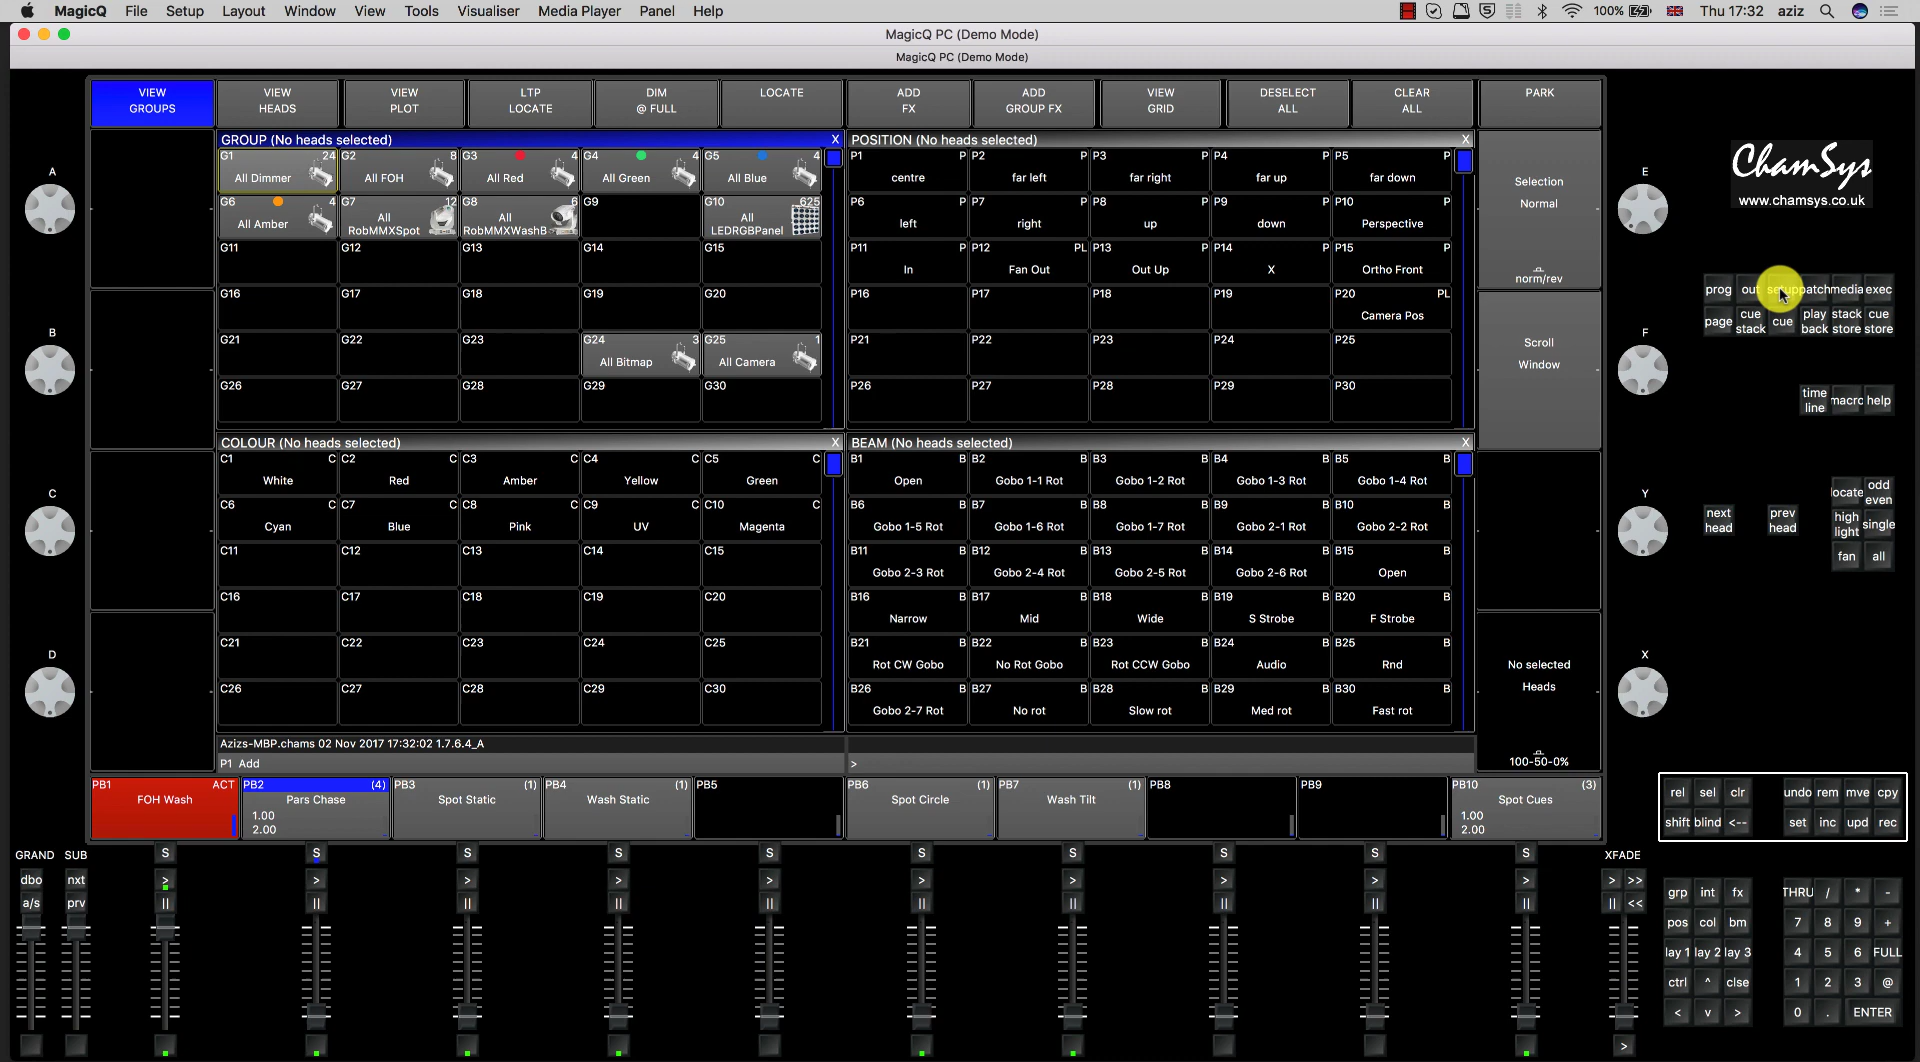 MagicQ File Setup Layout Window View Tools Visualiser Media Player Panel Help 100% Thu 17:32 aziz
MagicQ PC (Demo Mode)
MagicQ PC (Demo Mode)
VIEW GROUPS
VIEW HEADS
VIEW PLOT
LTP LOCATE
DIM @ FULL
LOCATE
ADD FX
ADD GROUP FX
VIEW GRID
DESELECT ALL
CLEAR ALL
PARK
GROUP (No heads selected) X
G1 24 All Dimmer
G2 8 All FOH
G3 4 All Red
G4 4 All Green
G5 4 All Blue
G6 4 All Amber
G7 12 All RobMMXSpot
G8 6 All RobMMXWashB
G9
G10 625 All LEDRGBPanel
G11 G12 G13 G14 G15
G16 G17 G18 G19 G20
G21 G22 G23
G24 3 All Bitmap
G25 1 All Camera
G26 G27 G28 G29 G30
POSITION (No heads selected) X
P1 P centre
P2 P far left
P3 P far right
P4 P far up
P5 P far down
P6 P left
P7 P right
P8 P up
P9 P down
P10 P Perspective
P11 P In
P12 PL Fan Out
P13 P Out Up
P14 P X
P15 P Ortho Front
P16 P17 P18 P19
P20 PL Camera Pos
P21 P22 P23 P24 P25
P26 P27 P28 P29 P30
COLOUR (No heads selected) X
C1 C White
C2 C Red
C3 C Amber
C4 C Yellow
C5 C Green
C6 C Cyan
C7 C Blue
C8 C Pink
C9 C UV
C10 C Magenta
C11 C12 C13 C14 C15
C16 C17 C18 C19 C20
C21 C22 C23 C24 C25
C26 C27 C28 C29 C30
BEAM (No heads selected) X
B1 B Open
B2 B Gobo 1-1 Rot
B3 B Gobo 1-2 Rot
B4 B Gobo 1-3 Rot
B5 B Gobo 1-4 Rot
B6 B Gobo 1-5 Rot
B7 B Gobo 1-6 Rot
B8 B Gobo 1-7 Rot
B9 B Gobo 2-1 Rot
B10 B Gobo 2-2 Rot
B11 B Gobo 2-3 Rot
B12 B Gobo 2-4 Rot
B13 B Gobo 2-5 Rot
B14 B Gobo 2-6 Rot
B15 B Open
B16 B Narrow
B17 B Mid
B18 B Wide
B19 B S Strobe
B20 B F Strobe
B21 B Rot CW Gobo
B22 B No Rot Gobo
B23 B Rot CCW Gobo
B24 B Audio
B25 B Rnd
B26 B Gobo 2-7 Rot
B27 B No rot
B28 B Slow rot
B29 B Med rot
B30 B Fast rot
Selection
Normal
norm/rev
Scroll
Window
No selected
Heads
100-50-0%
Azizs-MBP.chams 02 Nov 2017 17:32:02 1.7.6.4_A
P1 Add
>
PB1 ACT FOH Wash
PB2 (4) Pars Chase 1.00 2.00
PB3 (1) Spot Static
PB4 (1) Wash Static
PB5
PB6 (1) Spot Circle
PB7 (1) Wash Tilt
PB8
PB9
PB10 (3) Spot Cues 1.00 2.00
A
B
C
D
E
F
Y
X
ChamSys
www.chamsys.co.uk
prog out patch media exec
page cue stack cue play back stack store cue store
time line macro help
next head
prev head
locate odd even
high light single
fan all
rel sel clr undo rem mve cpy
shift blind <-- set inc upd rec
GRAND SUB S S S S S S S S S S XFADE
dbo nxt > > > > > > > > > > > >>
a/s prv || || || || || || || || || || || <<
>
grp int fx THRU / * -
pos col bm 7 8 9 +
lay 1 lay 2 lay 3 4 5 6 FULL
ctrl ^ clse 1 2 3 @
< v > 0 . ENTER